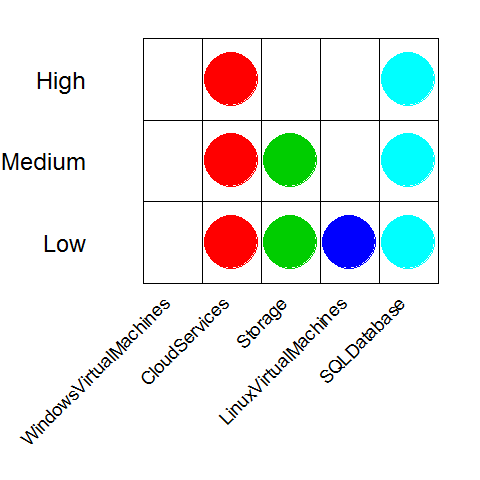 High
Medium
Low
WindowsVirtualMachines
CloudServices
Storage
LinuxVirtualMachines
SQLDatabase